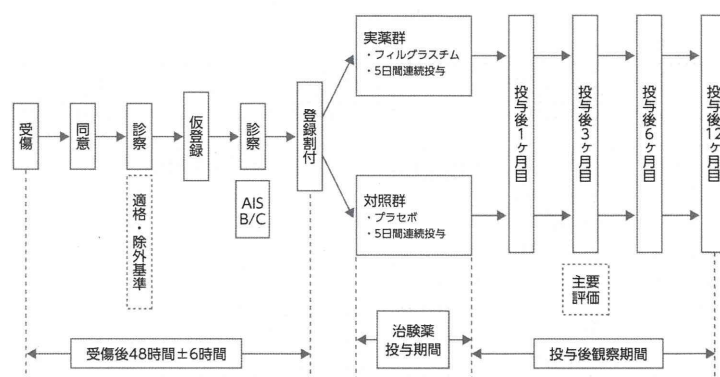 受傷
同意
診察
適格・除外基準
仮登録
診察
AIS
B/C
登録割付
実薬群
・フィルグラスチム
・5日間連続投与
対照群
・プラセボ
・5日間連続投与
投与後1ヶ月目
投与後3ヶ月目
投与後6ヶ月目
投与後12ヶ月目
主要
評価
受傷後48時間±6時間
治験薬
投与期間
投与後観察期間